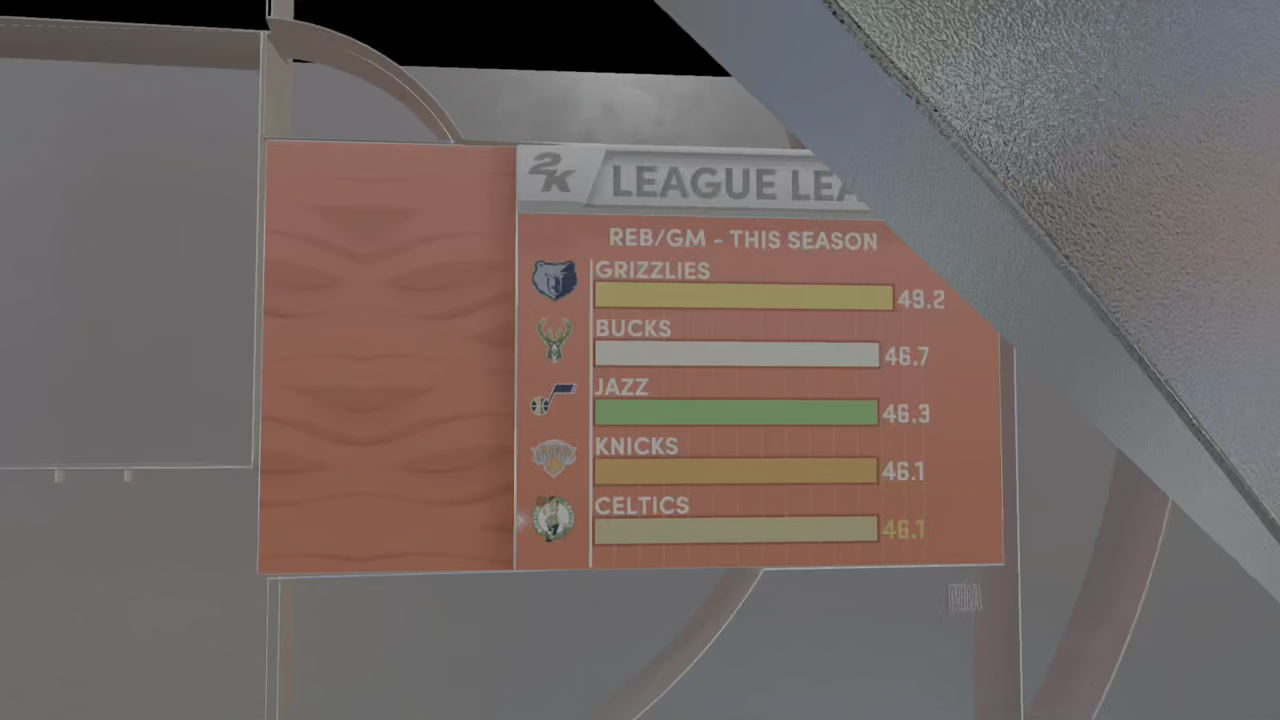 2K
LEAGUE LEA
REB/GM - THIS SEASON
GRIZZLIES
49.2
BUCKS
46.7
JAZZ
46.3
KNICKS
46.1
CELTICS
46.1